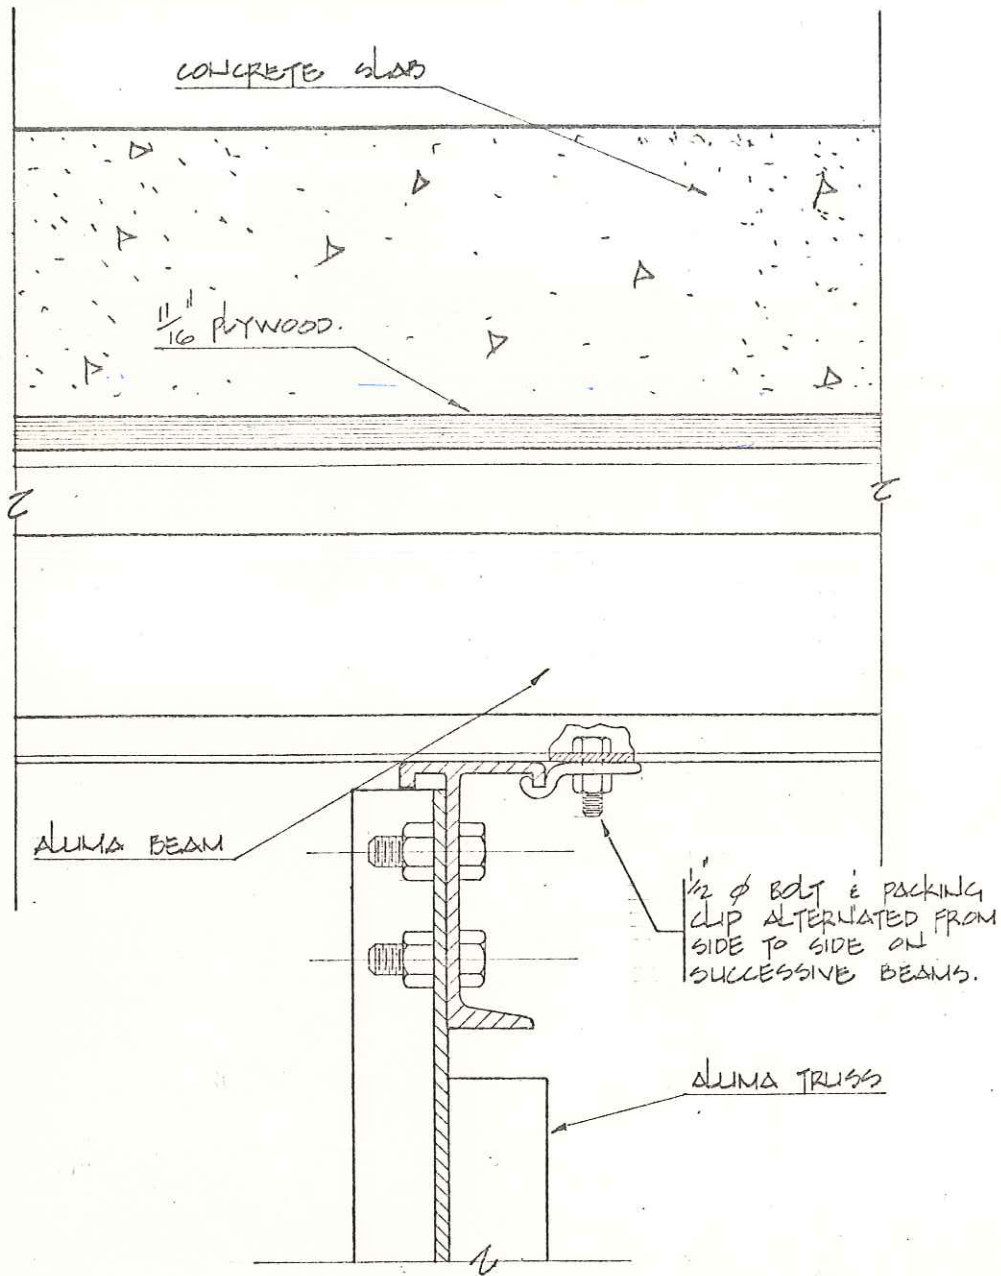 CONCRETE SLAB
11/16" PLYWOOD.
ALUMA BEAM
1/2" ø BOLT & PACKING
CLIP ALTERNATED FROM
SIDE TO SIDE ON
SUCCESSIVE BEAMS.
ALUMA TRUSS